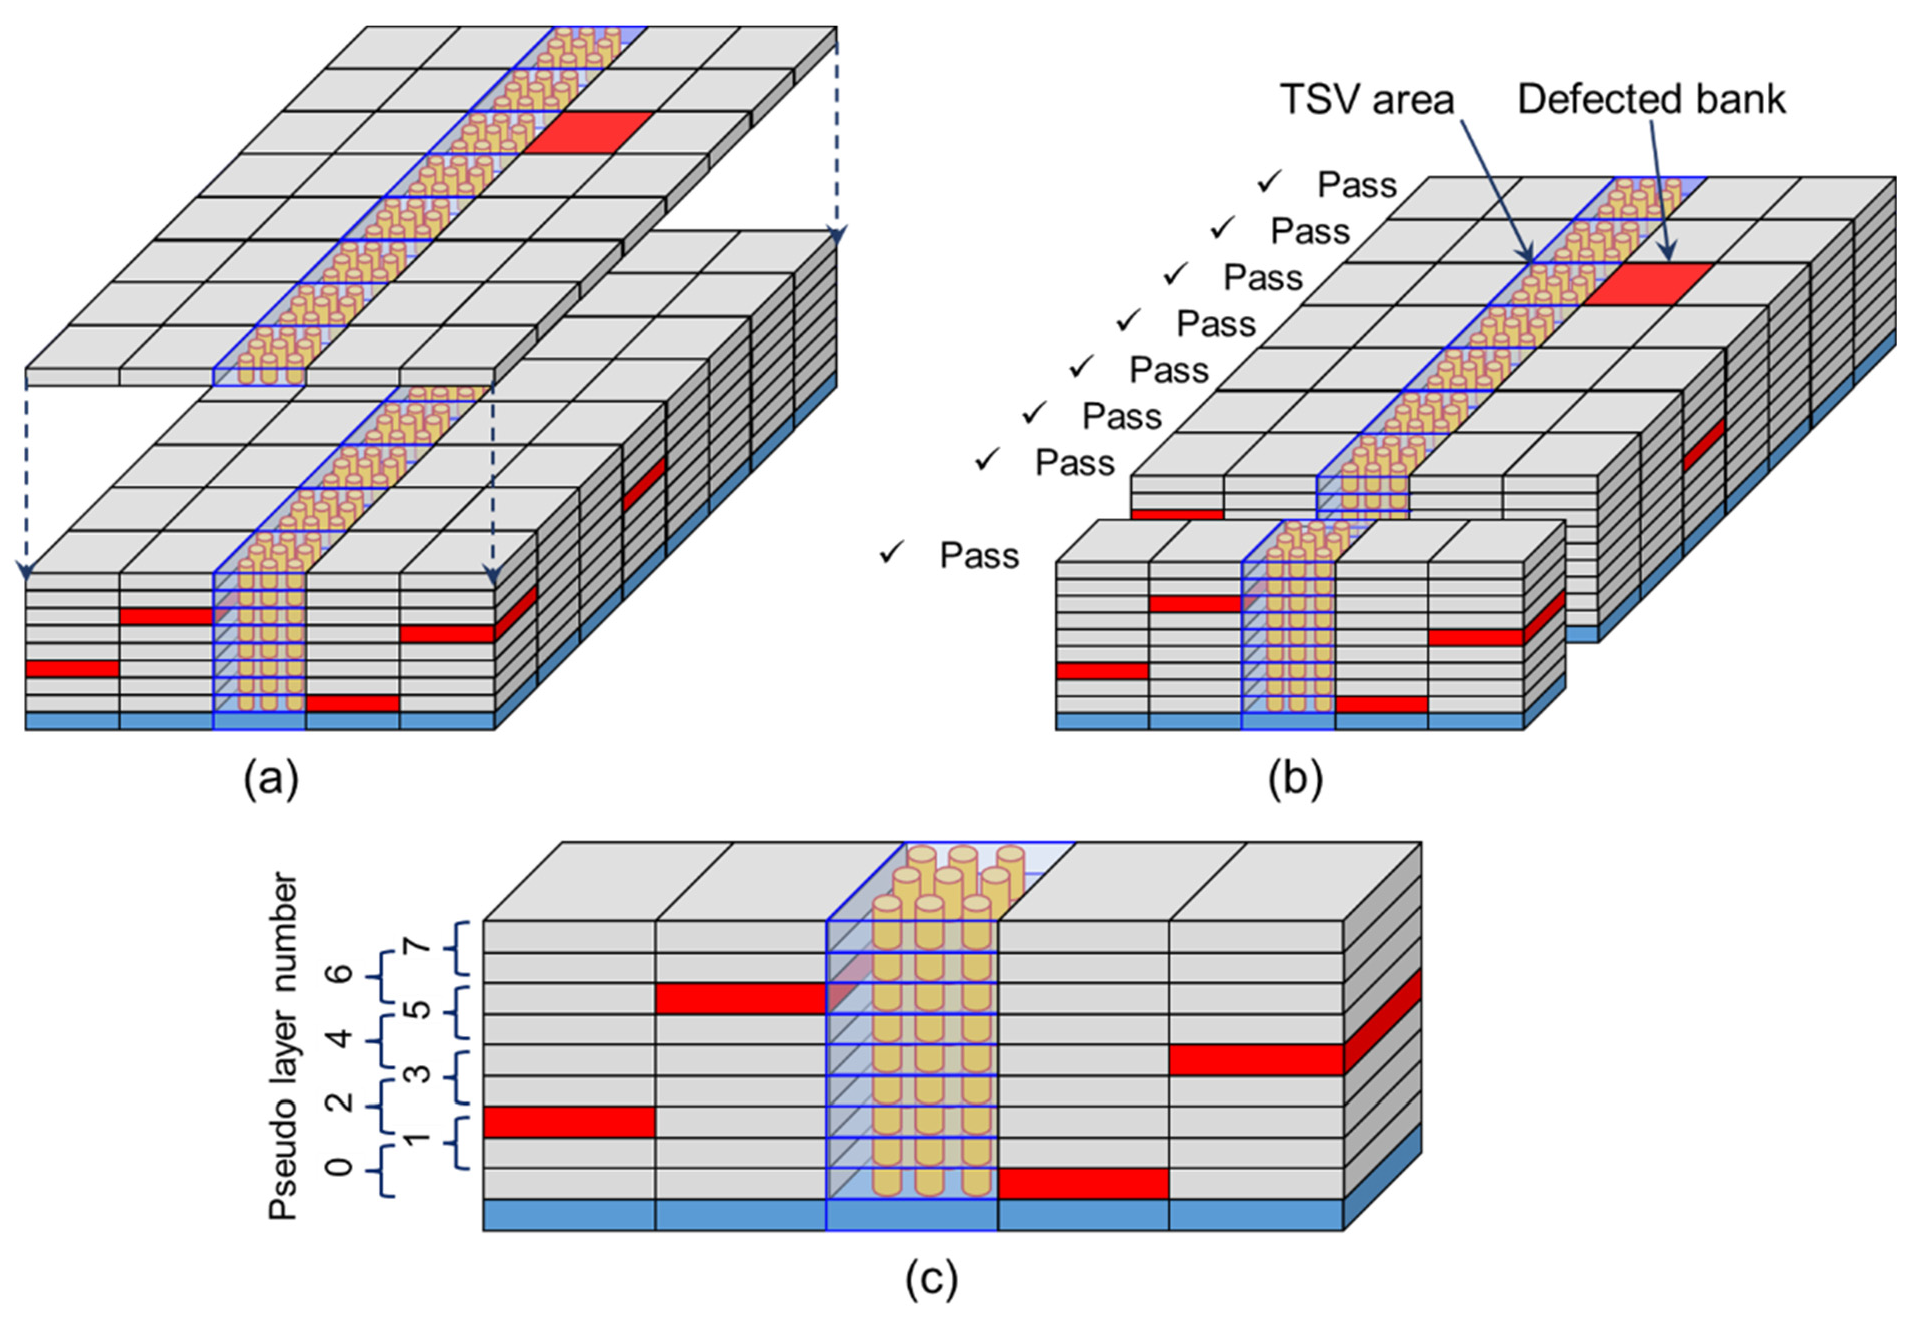 TSV area
Defected bank
✓ Pass
✓ Pass
✓ Pass
✓ Pass
✓ Pass
✓ Pass
✓ Pass
✓ Pass
(a)
(b)
Pseudo layer number
0
1
2
3
4
5
6
7
(c)